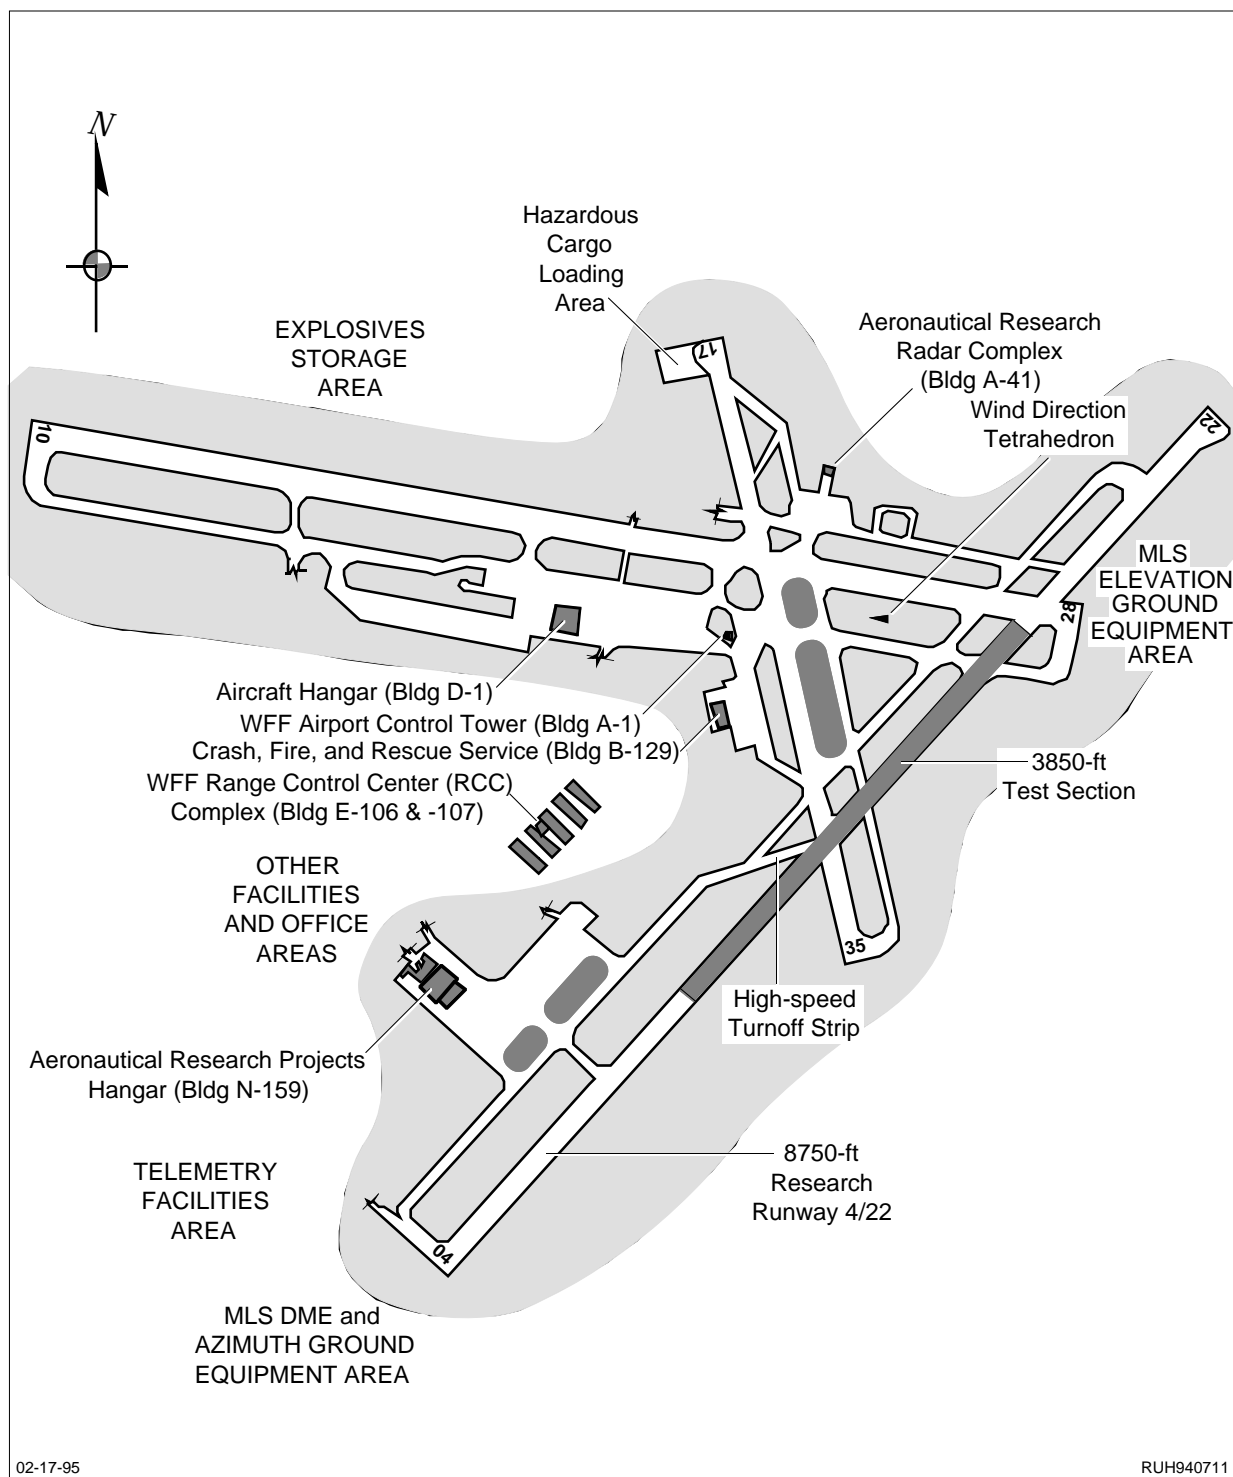 N
Hazardous
Cargo
Loading
Area
EXPLOSIVES
STORAGE
AREA
Aeronautical Research
Radar Complex
(Bldg A-41)
Wind Direction
Tetrahedron
17
22
10
MLS
ELEVATION
GROUND
EQUIPMENT
AREA
28
Aircraft Hangar (Bldg D-1)
WFF Airport Control Tower (Bldg A-1)
Crash, Fire, and Rescue Service (Bldg B-129)
WFF Range Control Center (RCC)
Complex (Bldg E-106 & -107)
3850-ft
Test Section
OTHER
FACILITIES
AND OFFICE
AREAS
35
High-speed
Turnoff Strip
Aeronautical Research Projects
Hangar (Bldg N-159)
8750-ft
Research
Runway 4/22
TELEMETRY
FACILITIES
AREA
04
MLS DME and
AZIMUTH GROUND
EQUIPMENT AREA
02-17-95
RUH940711